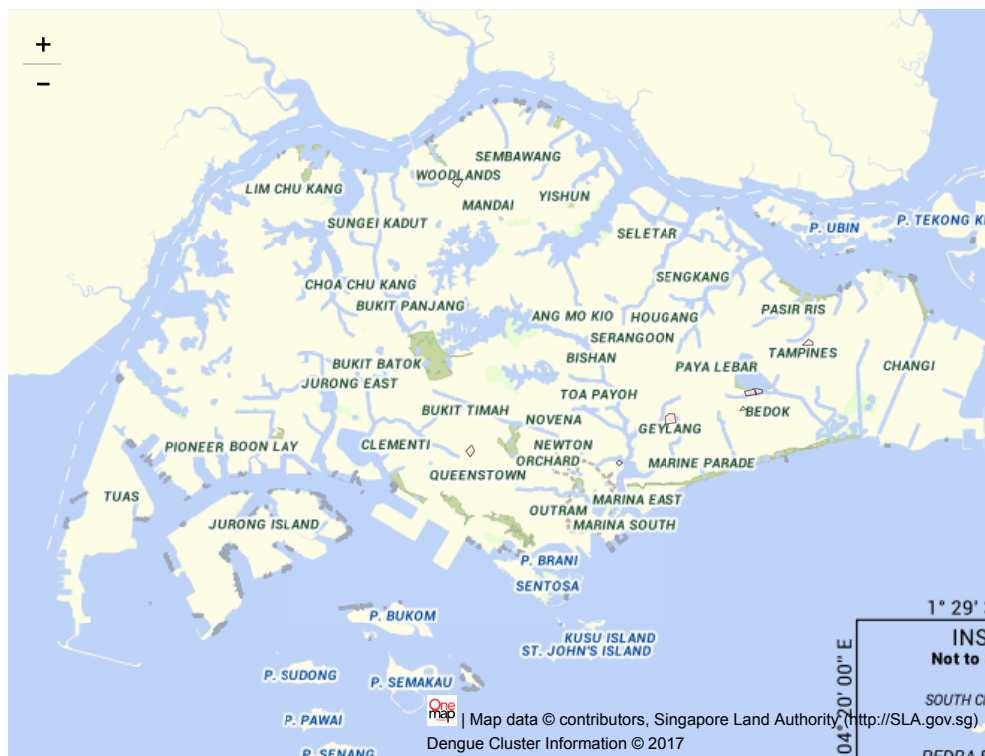 +
−
SEMBAWANG
WOODLANDS
LIM CHU KANG
YISHUN
MANDAI
P. TEKONG
SUNGEI KADUT
P. UBIN
SELETAR
SENGKANG
CHOA CHU KANG
BUKIT PANJANG
PASIR RIS
ANG MO KIO
HOUGANG
SERANGOON
TAMPINES
BISHAN
BUKIT BATOK
PAYA LEBAR
CHANGI
JURONG EAST
TOA PAYOH
BUKIT TIMAH
BEDOK
NOVENA
GEYLANG
PIONEER
BOON LAY
CLEMENTI
NEWTON
ORCHARD
MARINE PARADE
QUEENSTOWN
TUAS
MARINA EAST
OUTRAM
JURONG ISLAND
MARINA SOUTH
P. BRANI
SENTOSA
1° 29'
P. BUKOM
KUSU ISLAND
INS
ST. JOHN'S ISLAND
Not to
P. SUDONG
P. SEMAKAU
04° 20' 00" E
SOUTH C
P. PAWAI
One
map
| Map data © contributors, Singapore Land Authority (http://SLA.gov.sg)
Dengue Cluster Information © 2017
P. SENANG
PEDRA